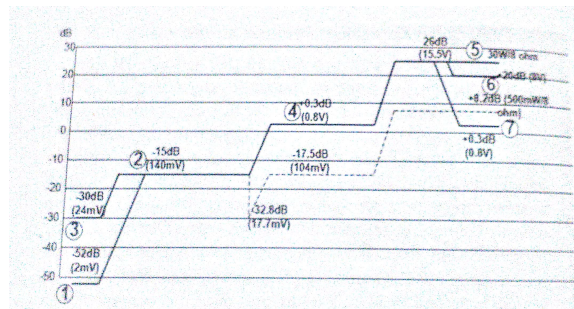 dB
30
20
10
0
-10
-20
-30
-40
-50
26dB
(15.5V)
5
30W/8 ohm
-20dB (8V)
6
+8.2dB (500mW/8
ohm)
7
+0.3dB
(0.8V)
4
+0.3dB
(0.8V)
-15dB
(140mV)
2
-17.5dB
(104mV)
-30dB
(24mV)
3
-32.8dB
(17.7mV)
-52dB
(2mV)
1